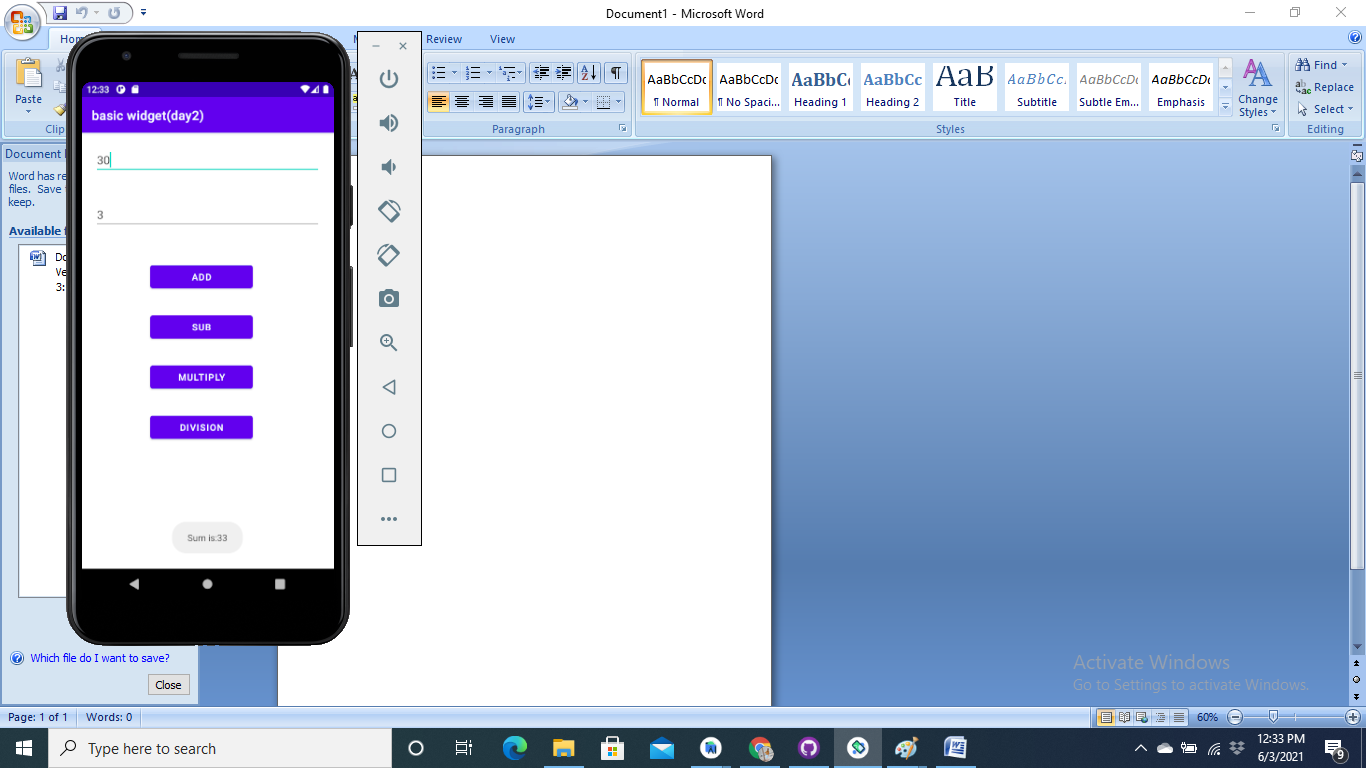 Document1 - Microsoft Word
Review View
Paste
Paragraph
AaBbCcDc AaBbCcDc AaBbCc AaBbCc AaB AaBbCc. AaBbCcDc AaBbCcDc
¶ Normal ¶ No Spaci... Heading 1 Heading 2 Title Subtitle Subtle Em... Emphasis
Change
Styles
Styles
Find
Replace
Select
Editing
Document
Word has re
files. Save
keep.
Available
Do
Ve
3:
Which file do I want to save?
Close
12:33
basic widget(day2)
30
3
ADD
SUB
MULTIPLY
DIVISION
Sum is:33
Activate Windows
Go to Settings to activate Windows.
Page: 1 of 1 Words: 0
60%
Type here to search
12:33 PM
6/3/2021
9